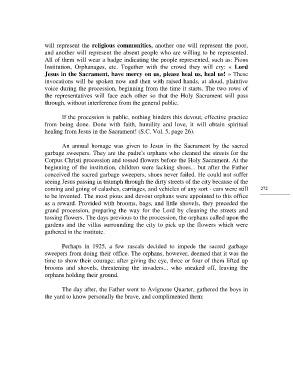 will represent the religious communities, another one will represent the poor,
and another will represent the absent people who are willing to be represented.
All of them will wear a badge indicating the people represented, such as: Pious
Institution, Orphanages, etc. Together with the crowd they will cry: « Lord
Jesus in the Sacrament, have mercy on us, please heal us, heal us! » These
invocations will be spoken now and then with raised hands, at aloud, plaintive
voice during the procession, beginning from the time it starts. The two rows of
the representatives will face each other so that the Holy Sacrament will pass
through, without interference from the general public.
If the procession is public, nothing hinders this devout, effective practice
from being done. Done with faith, humility and love, it will obtain spiritual
healing from Jesus in the Sacrament! (S.C. Vol. 5, page 26).
An annual homage was given to Jesus in the Sacrament by the sacred
garbage sweepers. They are the padre's orphans who cleaned the streets for the
Corpus Christi procession and tossed flowers before the Holy Sacrament. At the
beginning of the institution, children were lacking shoes... but after the Father
conceived the sacred garbage sweepers, shoes never failed. He could not suffer
seeing Jesus passing in triumph through the dirty streets of the city because of the
coming and going of calashes, carriages, and vehicles of any sort - cars were still
to be invented. The most pious and devout orphans were appointed to this office
as a reward. Provided with brooms, bags, and little shovels, they preceded the
grand procession, preparing the way for the Lord by cleaning the streets and
tossing flowers. The days previous to the procession, the orphans called upon the
gardens and the villas surrounding the city to pick up the flowers which were
gathered in the institute.
272
Perhaps in 1925, a few rascals decided to impede the sacred garbage
sweepers from doing their office. The orphans, however, deemed that it was the
time to show their courage; after giving the eye, three or four of them lifted up
brooms and shovels, threatening the invaders... who sneaked off, leaving the
orphans holding their ground.
The day after, the Father went to Avignone Quarter, gathered the boys in
the yard to know personally the brave, and complimented them: